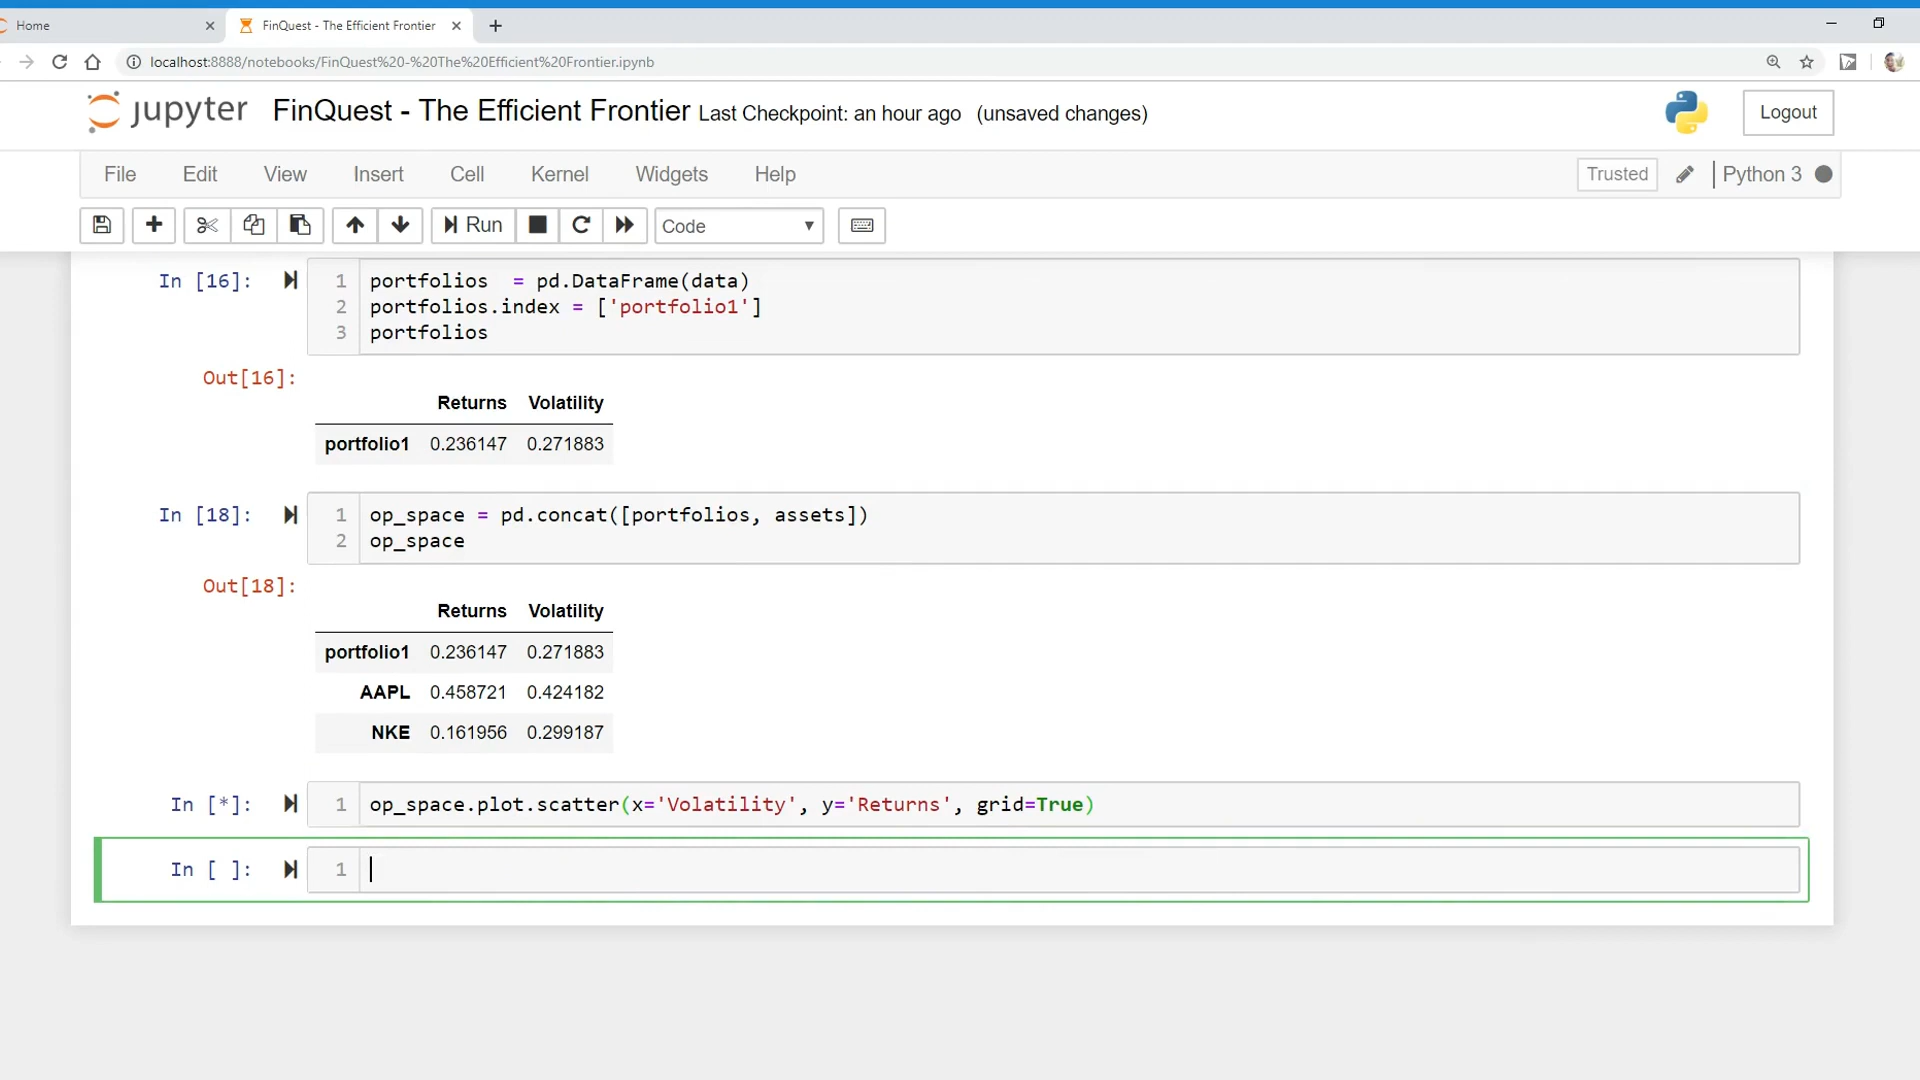 Home
FinQuest - The Efficient Frontier
localhost:8888/notebooks/FinQuest%20-%20The%20Efficient%20Frontier.ipynb
jupyter FinQuest - The Efficient Frontier Last Checkpoint: an hour ago (unsaved changes)
Logout
File Edit View Insert Cell Kernel Widgets Help
Trusted
Python 3
Run
Code
In [16]:
1 portfolios  = pd.DataFrame(data)
2 portfolios.index = ['portfolio1']
3 portfolios
Out[16]:
Returns Volatility
portfolio1 0.236147 0.271883
In [18]:
1 op_space = pd.concat([portfolios, assets])
2 op_space
Out[18]:
Returns Volatility
portfolio1 0.236147 0.271883
AAPL 0.458721 0.424182
NKE 0.161956 0.299187
In [*]:
1 op_space.plot.scatter(x='Volatility', y='Returns', grid=True)
In [ ]:
1